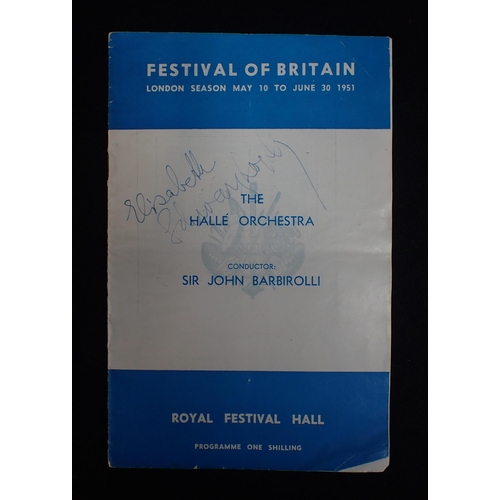 FESTIVAL OF BRITAIN
LONDON SEASON MAY 10 TO JUNE 30 1951
Elisabeth
THE
HALLÉ ORCHESTRA
CONDUCTOR:
SIR JOHN BARBIROLLI
ROYAL FESTIVAL HALL
PROGRAMME ONE SHILLING